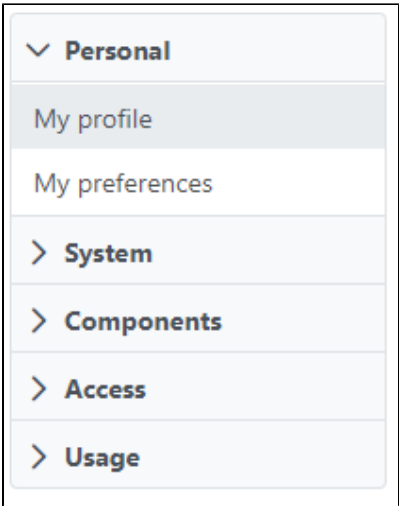 Personal
My profile
My preferences
System
Components
Access
Usage